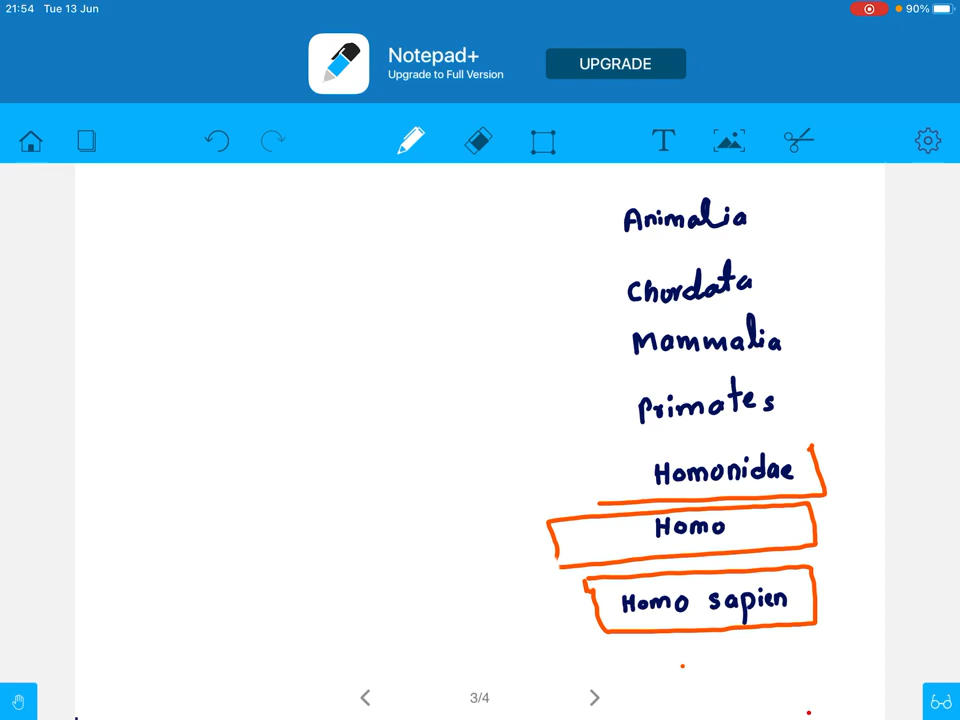 21:54 Tue 13 Jun 90%
Notepad+
Upgrade to Full Version
UPGRADE
T
Animalia
Chordata
Mammalia
Primates
Homonidae
Homo
Homo sapien
3/4